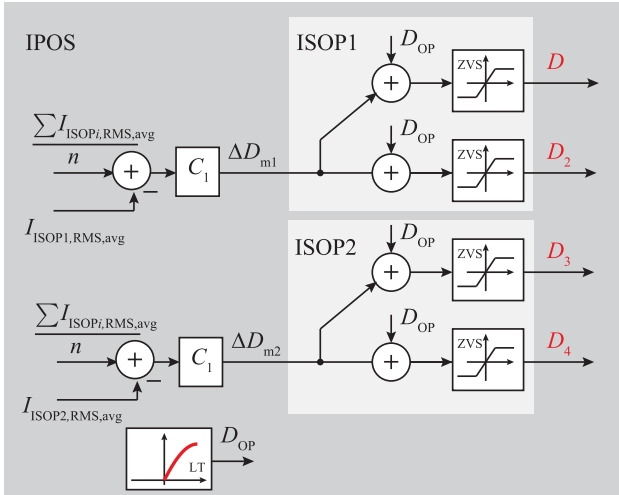 IPOS
ISOP1
D_OP
ZVS
D
∑I_ISOPi,RMS,avg
n
+
+
−
C_1
ΔD_m1
I_ISOP1,RMS,avg
D_OP
+
ZVS
D_2
ISOP2
D_OP
+
ZVS
D_3
∑I_ISOPi,RMS,avg
n
+
−
C_1
ΔD_m2
I_ISOP2,RMS,avg
D_OP
+
ZVS
D_4
LT
D_OP